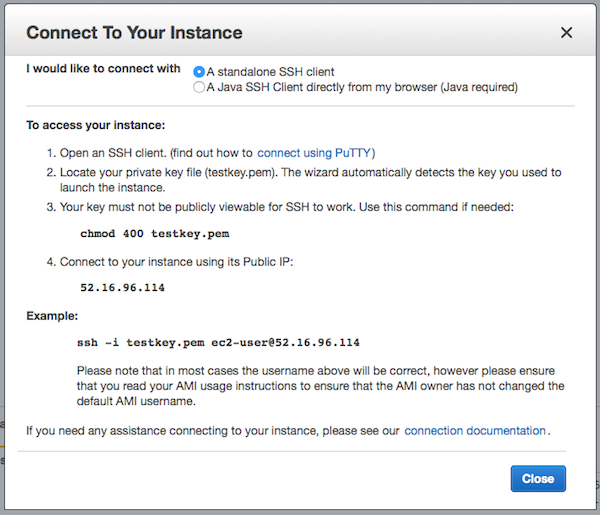 Connect To Your Instance
I would like to connect with
A standalone SSH client
A Java SSH Client directly from my browser (Java required)
To access your instance:
1. Open an SSH client. (find out how to connect using PuTTY)
2. Locate your private key file (testkey.pem). The wizard automatically detects the key you used to
launch the instance.
3. Your key must not be publicly viewable for SSH to work. Use this command if needed:
chmod 400 testkey.pem
4. Connect to your instance using its Public IP:
52.16.96.114
Example:
ssh -i testkey.pem ec2-user@52.16.96.114
Please note that in most cases the username above will be correct, however please ensure
that you read your AMI usage instructions to ensure that the AMI owner has not changed the
default AMI username.
If you need any assistance connecting to your instance, please see our connection documentation.
Close